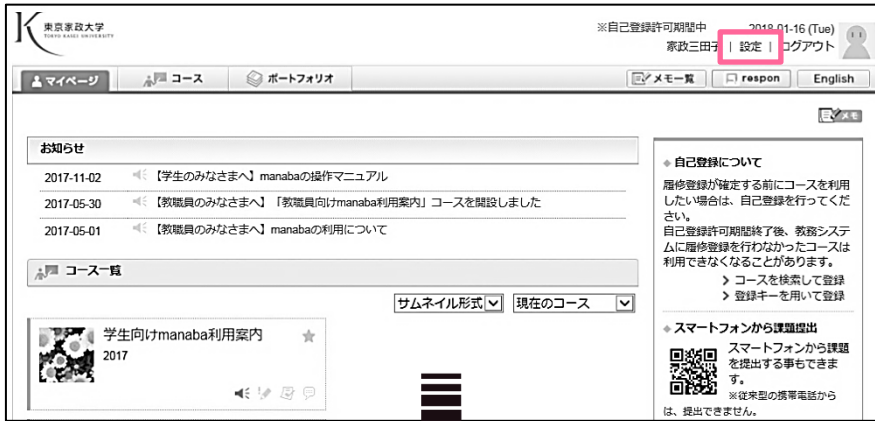 東京家政大学
TOKYO KASEI UNIVERSITY
※自己登録許可期間中
2018-01-16 (Tue)
家政三田子 | 設定 | ログアウト
マイページ
コース
ポートフォリオ
メモ一覧
respon
English
メモ
お知らせ
2017-11-02 【学生のみなさまへ】manabaの操作マニュアル
2017-05-30 【教職員のみなさまへ】「教職員向けmanaba利用案内」コースを開設しました
2017-05-01 【教職員のみなさまへ】manabaの利用について
コース一覧
サムネイル形式
現在のコース
学生向けmanaba利用案内
2017
自己登録について
履修登録が確定する前にコースを利用
したい場合は、自己登録を行ってくだ
さい。
自己登録許可期間終了後、教務システ
ムに履修登録を行わなかったコースは
利用できなくなることがあります。
コースを検索して登録
登録キーを用いて登録
スマートフォンから課題提出
スマートフォンから課題
を提出する事もできま
す。
※従来型の携帯電話から
は、提出できません。